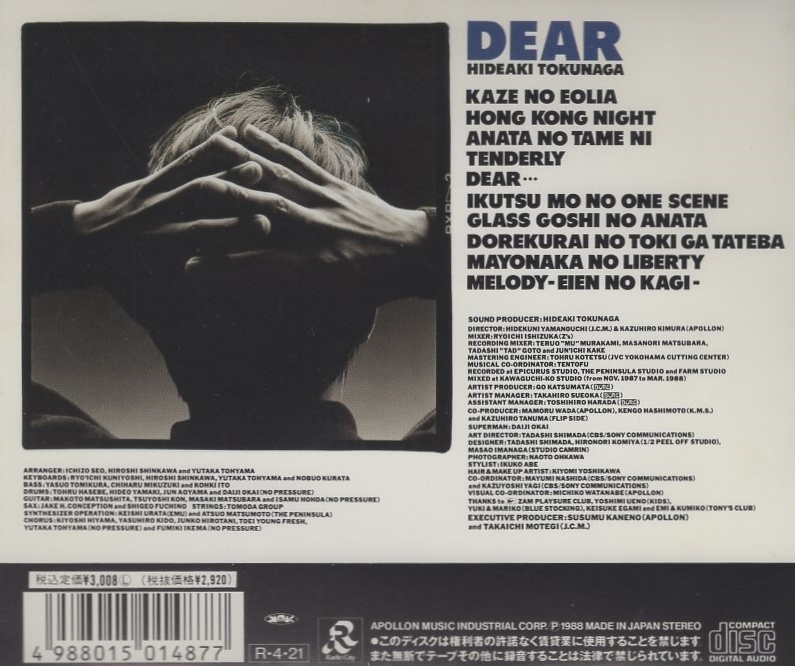 DEAR
HIDEAKI TOKUNAGA
KAZE NO EOLIA
HONG KONG NIGHT
ANATA NO TAME NI
TENDERLY
DEAR…
IKUTSU MO NO ONE SCENE
GLASS GOSHI NO ANATA
DOREKURAI NO TOKI GA TATEBA
MAYONAKA NO LIBERTY
MELODY-EIEN NO KAGI-
SOUND PRODUCER:HIDEAKI TOKUNAGA
DIRECTOR:HIDEKUNI YAMANOUCHI(J.C.M.) & KAZUHIRO KIMURA(APOLLON)
MIXER:RYOICHI ISHIZUKA(Z's)
RECORDING MIXER: TERUO "MU" MURAKAMI, MASANORI MATSUBARA,
TADASHI "TAD" GOTO and JUN'ICHI KAKE
MASTERING ENGINEER: TOHRU KOTETSU(JVC YOKOHAMA CUTTING CENTER)
MUSICAL CO-ORDINATOR:TENTOFU
RECORDED at EPICURUS STUDIO, THE PENINSULA STUDIO and FARM STUDIO
MIXED at KAWAGUCHI-KO STUDIO (from NOV. 1987 to MAR. 1988)
ARTIST PRODUCER:GO KATSUMATA
ARTIST MANAGER:TAKAHIRO SUEOKA
ASSISTANT MANAGER:TOSHIHIRO HARADA
CO-PRODUCER:MAMORU WADA(APOLLON), KENGO HASHIMOTO(K.M.S.)
and KAZUHIRO TANUMA(FLIP SIDE)
SUPERMAN:DAIJI OKAI
ART DIRECTOR:TADASHI SHIMADA(CBS/SONY COMMUNICATIONS)
DESIGNER:TADASHI SHIMADA, HIRONORI KOMIYA(1/2 PEEL OFF STUDIO),
MASAO IMANAGA(STUDIO CAMRIN)
PHOTOGRAPHER:NAOTO OHKAWA
STYLIST:IKUKO ABE
HAIR & MAKE UP ARTIST:KIYOMI YOSHIKAWA
CO-ORDINATOR:MAYUMI NASHIDA(CBS/SONY COMMUNICATIONS)
and KAZUYOSHI YAGI(CBS/SONY COMMUNICATIONS)
VISUAL CO-ORDINATOR:MICHIKO WATANABE(APOLLON)
THANKS to ZAM PLAYSURE CLUB, YOSHIMI UENO(KIDS),
YUKI & MARIKO(BLUE STOCKING), KEISUKE EGAMI and EMI & KUMIKO(TONY'S CLUB)
EXECUTIVE PRODUCER:SUSUMU KANENO(APOLLON)
and TAKAICHI MOTEGI(J.C.M.)
ARRANGER:ICHIZO SEO, HIROSHI SHINKAWA and YUTAKA TOHYAMA
KEYBOARDS:RYO'ICHI KUNIYOSHI, HIROSHI SHINKAWA, YUTAKA TOHYAMA and NOBUO KURATA
BASS:YASUO TOMIKURA, CHIHARU MIKUZUKI and KOHKI ITO
DRUMS:TOHRU HASEBE, HIDEO YAMAKI, JUN AOYAMA and DAIJI OKAI(NO PRESSURE)
GUITAR:MAKOTO MATSUSHITA, TSUYOSHI KON, MASAKI MATSUBARA and ISAMU HOHDA(NO PRESSURE)
SAX:JAKE H.CONCEPTION and SHIGEO FUCHINO STRINGS:TOMODA GROUP
SYNTHESIZER OPERATION:KEISHI URATA(EMU) and ATSUO MATSUMOTO(THE PENINSULA)
CHORUS:KIYOSHI HIYAMA, YASUHIRO KIDO, JUNKO HIROTANI, TOEI YOUNG FRESH,
YUTAKA TOHYAMA(NO PRESSURE) and FUMIKI IKEMA(NO PRESSURE)
税込定価¥3,008Ⓛ (税抜価格¥2,920)
4 988015 014877
R・4・21
Radio City
APOLLON MUSIC INDUSTRIAL CORP. Ⓟ 1988 MADE IN JAPAN STEREO
●このディスクは権利者の許諾なく賃貸業に使用することを禁じます
また無断でテープその他に録音することは法律で禁じられています
COMPACT
disc
DIGITAL AUDIO